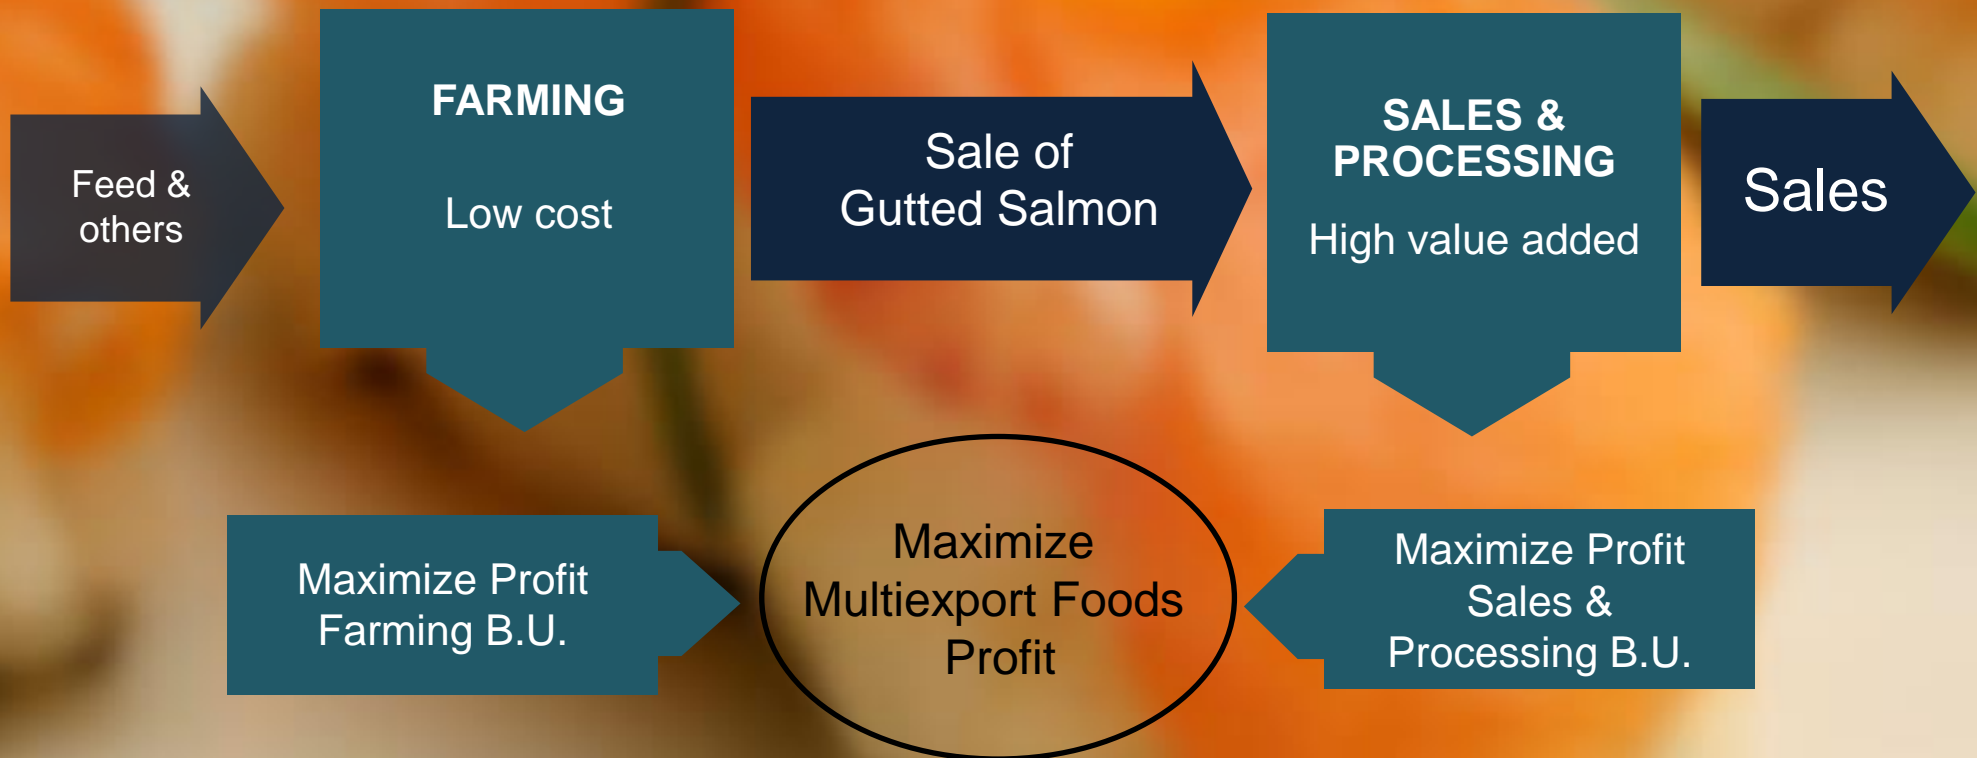 Feed &
others
FARMING
Low cost
Sale of
Gutted Salmon
SALES &
PROCESSING
High value added
Sales
Maximize Profit
Farming B.U.
Maximize
Multiexport Foods
Profit
Maximize Profit
Sales &
Processing B.U.